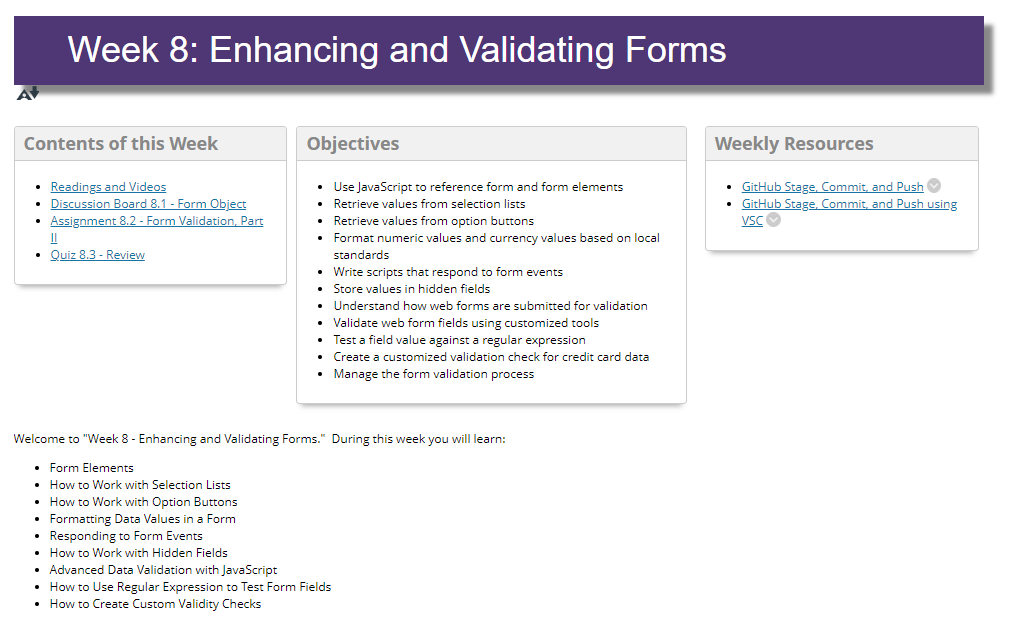 Week 8: Enhancing and Validating Forms
A
Contents of this Week
Readings and Videos
Discussion Board 8.1 - Form Object
Assignment 8.2 - Form Validation, Part
II
Quiz 8.3 - Review
Objectives
Use JavaScript to reference form and form elements
Retrieve values from selection lists
Retrieve values from option buttons
Format numeric values and currency values based on local
standards
Write scripts that respond to form events
Store values in hidden fields
Understand how web forms are submitted for validation
Validate web form fields using customized tools
Test a field value against a regular expression
Create a customized validation check for credit card data
Manage the form validation process
Weekly Resources
GitHub Stage, Commit, and Push
GitHub Stage, Commit, and Push using
VSC
Welcome to "Week 8 - Enhancing and Validating Forms."  During this week you will learn:
Form Elements
How to Work with Selection Lists
How to Work with Option Buttons
Formatting Data Values in a Form
Responding to Form Events
How to Work with Hidden Fields
Advanced Data Validation with JavaScript
How to Use Regular Expression to Test Form Fields
How to Create Custom Validity Checks